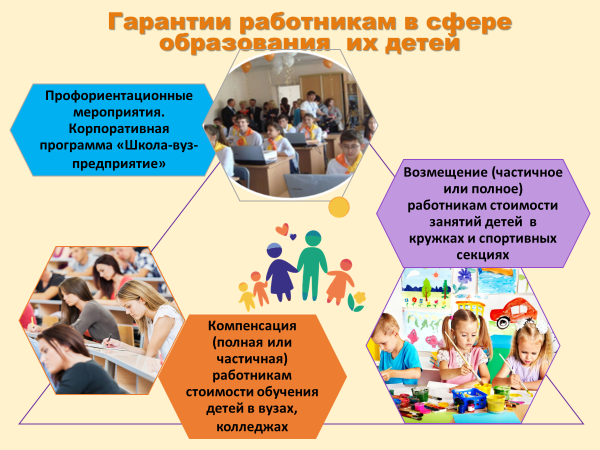 Гарантии работникам в сфере
образования  их детей
Профориентационные
мероприятия.
Корпоративная
программа «Школа-вуз-
предприятие»
Возмещение (частичное
или полное)
работникам стоимости
занятий детей  в
кружках и спортивных
секциях
Компенсация
(полная или
частичная)
работникам
стоимости обучения
детей в вузах,
колледжах